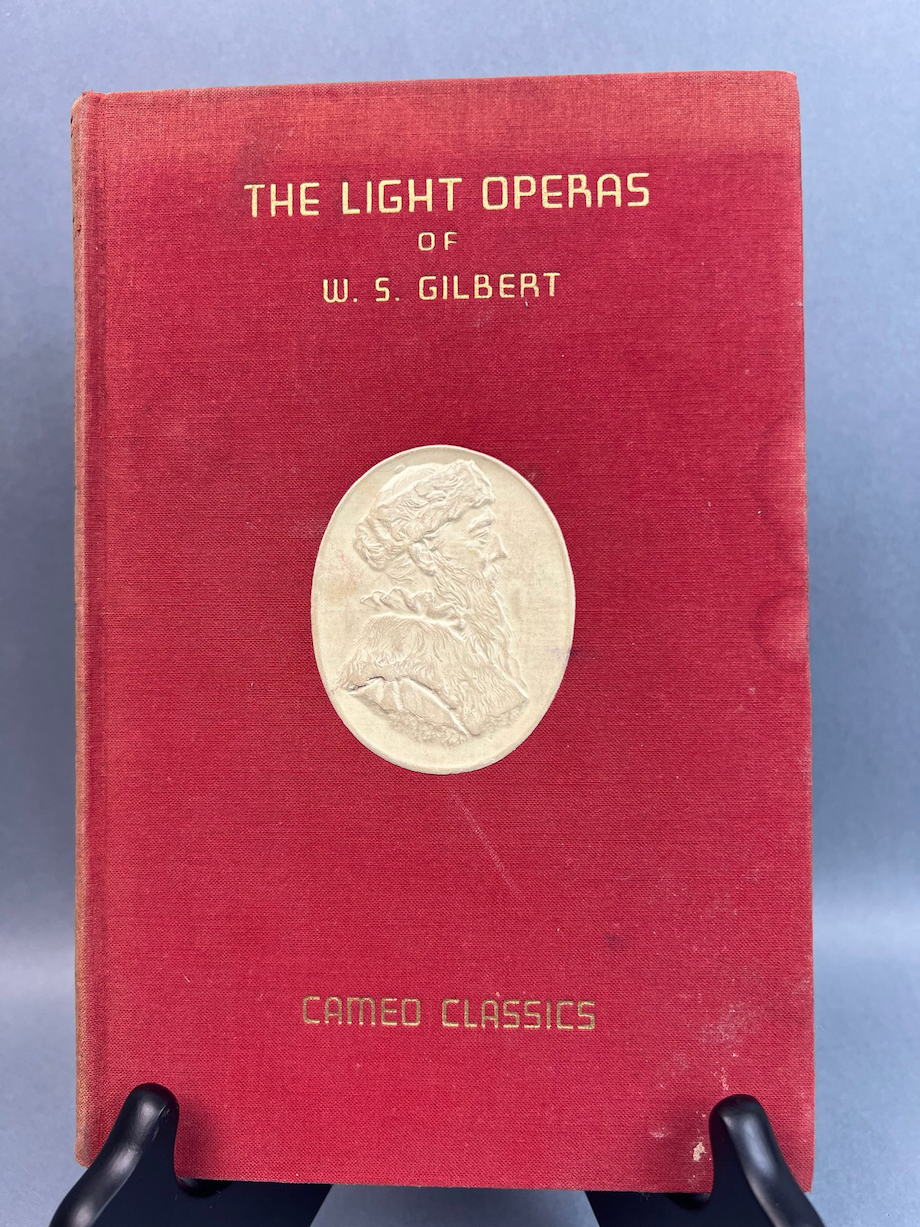 THE LIGHT OPERAS
OF
W. S. GILBERT
CAMEO CLASSICS